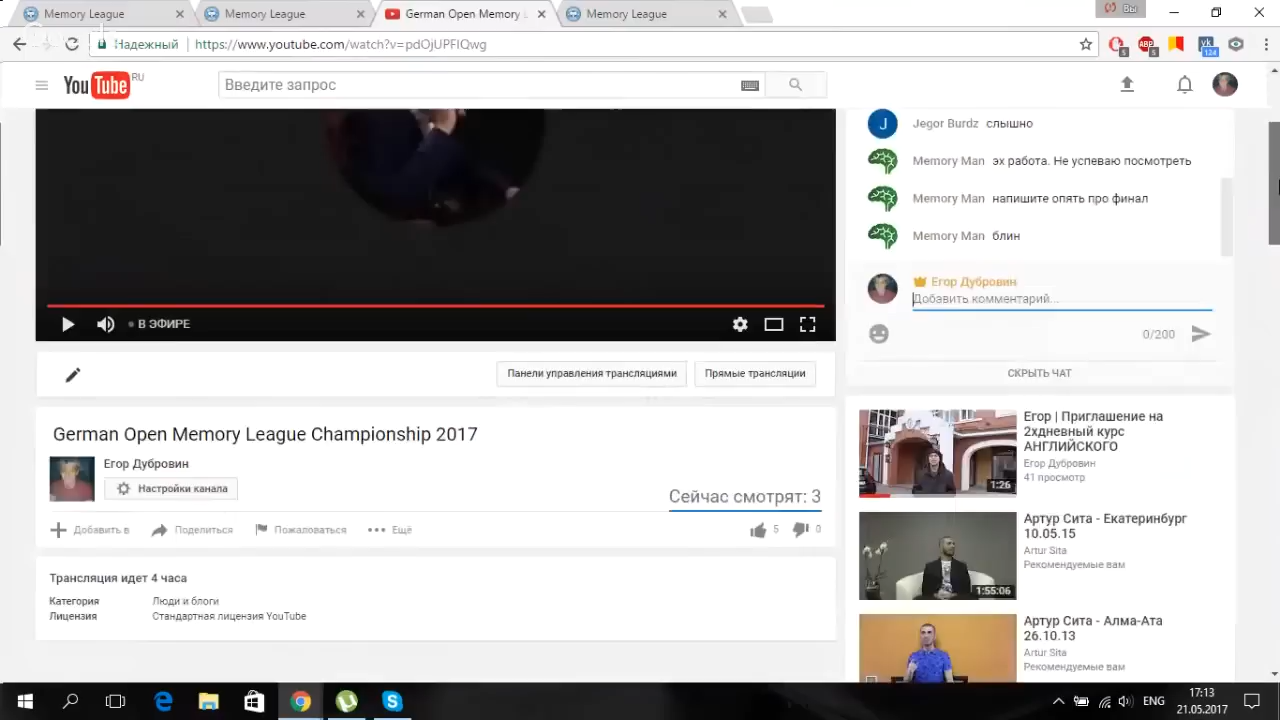 Memory League
Memory League
German Open Memory L
Memory League
Вы
Надежный
https://www.youtube.com/watch?v=pdOjUPFIQwg
YouTube RU
Введите запрос
Jegor Burdz слышно
Memory Man эх работа. Не успеваю посмотреть
Memory Man напишите опять про финал
Memory Man блин
Егор Дубровин
Добавить комментарий...
0/200
СКРЫТЬ ЧАТ
В ЭФИРЕ
Панели управления трансляциями
Прямые трансляции
German Open Memory League Championship 2017
Егор Дубровин
Настройки канала
Сейчас смотрят: 3
Добавить в
Поделиться
Пожаловаться
Ещё
5
0
Трансляция идет 4 часа
Категория Люди и блоги
Лицензия Стандартная лицензия YouTube
Егор | Приглашение на
2хдневный курс
АНГЛИЙСКОГО
Егор Дубровин
41 просмотр
1:26
Артур Сита - Екатеринбург
10.05.15
Artur Sita
Рекомендуемые вам
1:55:06
Артур Сита - Алма-Ата
26.10.13
Artur Sita
Рекомендуемые вам
ENG
17:13
21.05.2017